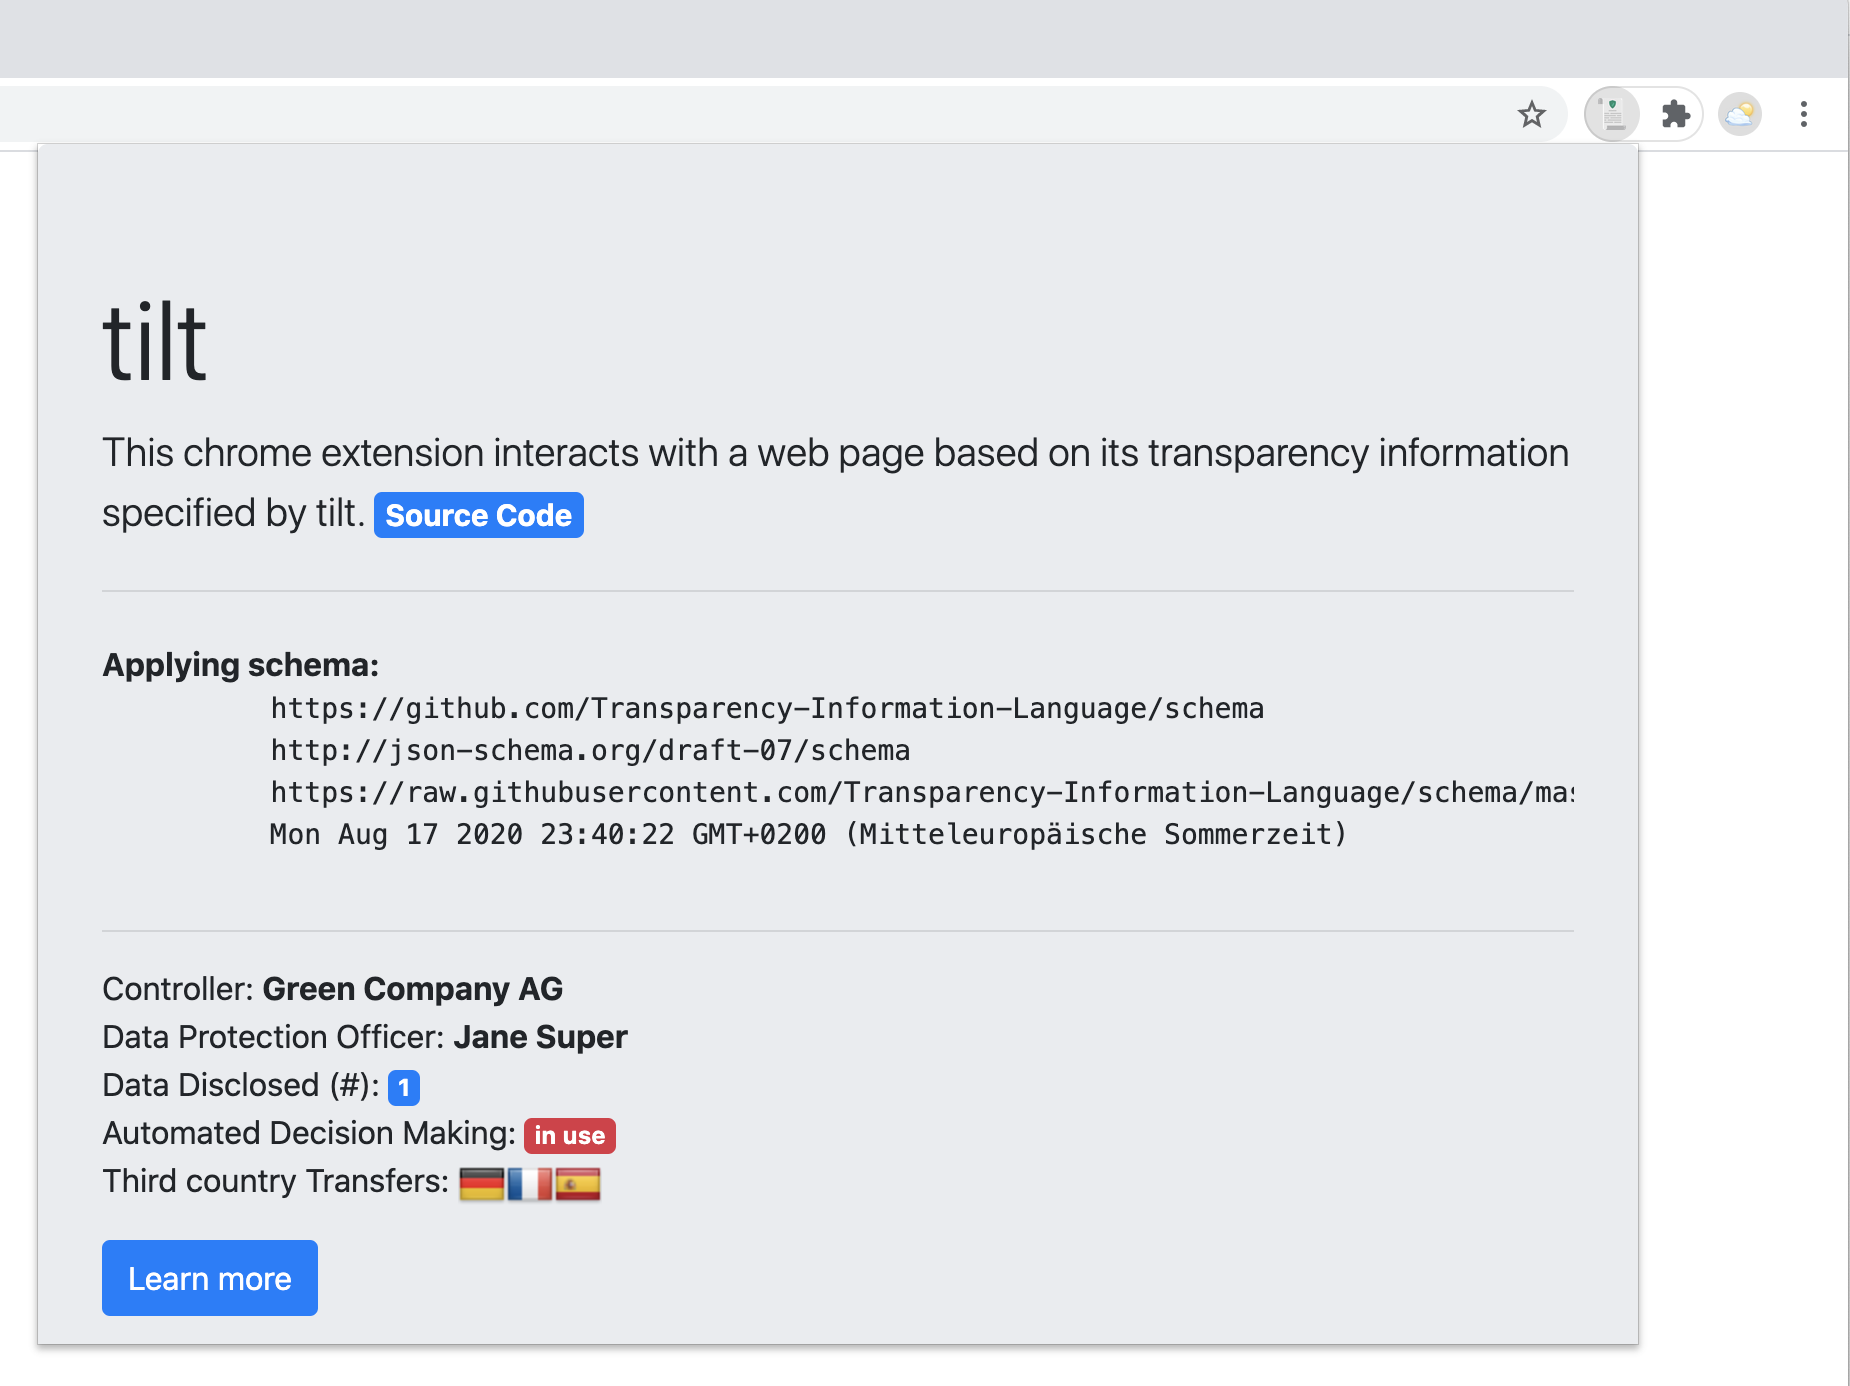 tilt
This chrome extension interacts with a web page based on its transparency information
specified by tilt. Source Code
Applying schema:
https://github.com/Transparency-Information-Language/schema
http://json-schema.org/draft-07/schema
https://raw.githubusercontent.com/Transparency-Information-Language/schema/mas
Mon Aug 17 2020 23:40:22 GMT+0200 (Mitteleuropäische Sommerzeit)
Controller: Green Company AG
Data Protection Officer: Jane Super
Data Disclosed (#): 1
Automated Decision Making: in use
Third country Transfers:
Learn more